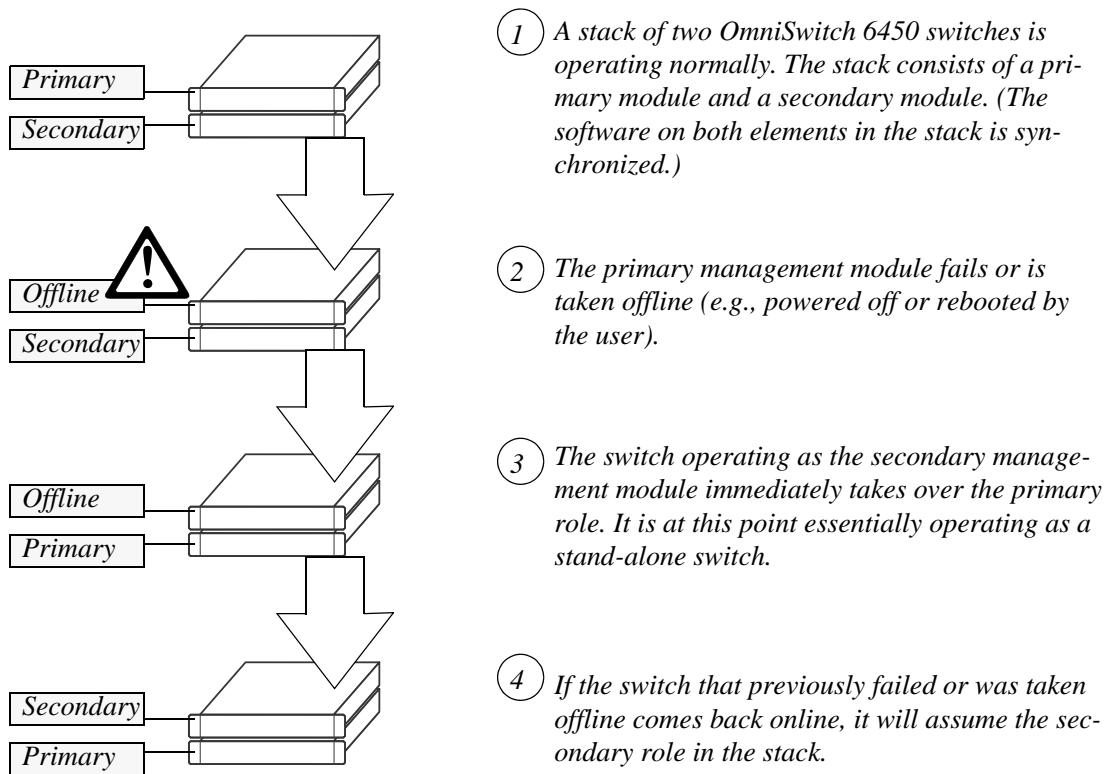 Primary
Secondary
1
A stack of two OmniSwitch 6450 switches is
operating normally. The stack consists of a pri-
mary module and a secondary module. (The
software on both elements in the stack is syn-
chronized.)
!
Offline
Secondary
2
The primary management module fails or is
taken offline (e.g., powered off or rebooted by
the user).
Offline
Primary
3
The switch operating as the secondary manage-
ment module immediately takes over the primary
role. It is at this point essentially operating as a
stand-alone switch.
Secondary
Primary
4
If the switch that previously failed or was taken
offline comes back online, it will assume the sec-
ondary role in the stack.